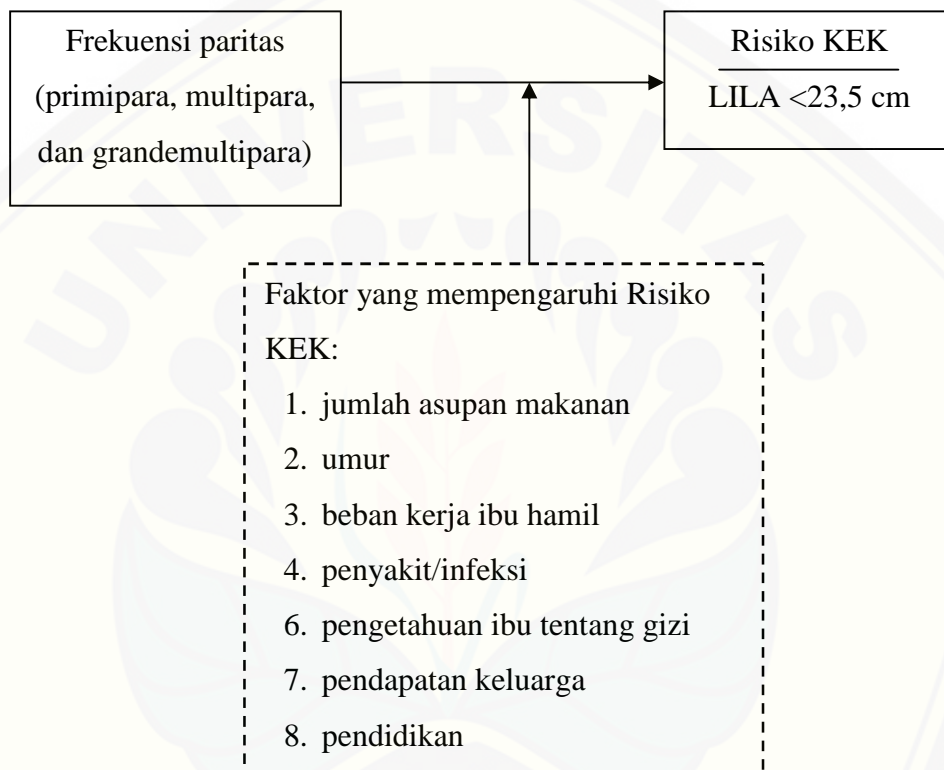 Frekuensi paritas
(primipara, multipara,
dan grandemultipara)
Risiko KEK
LILA <23,5 cm
Faktor yang mempengaruhi Risiko
KEK:
1. jumlah asupan makanan
2. umur
3. beban kerja ibu hamil
4. penyakit/infeksi
6. pengetahuan ibu tentang gizi
7. pendapatan keluarga
8. pendidikan
UNIVERSITAS